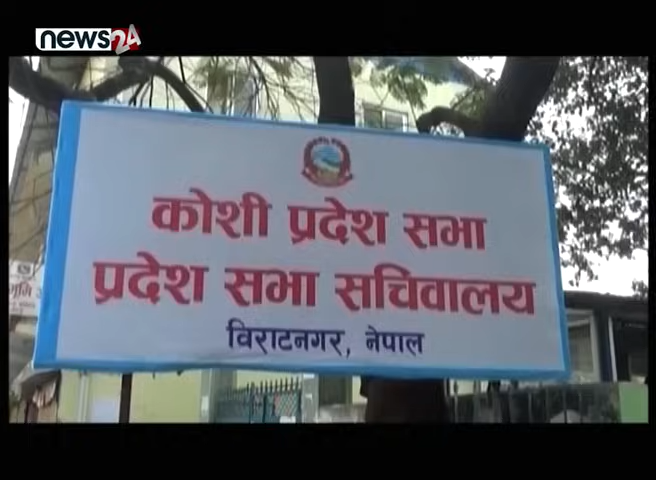 news24
कोशी प्रदेश सभा
प्रदेश सभा सचिवालय
विराटनगर, नेपाल